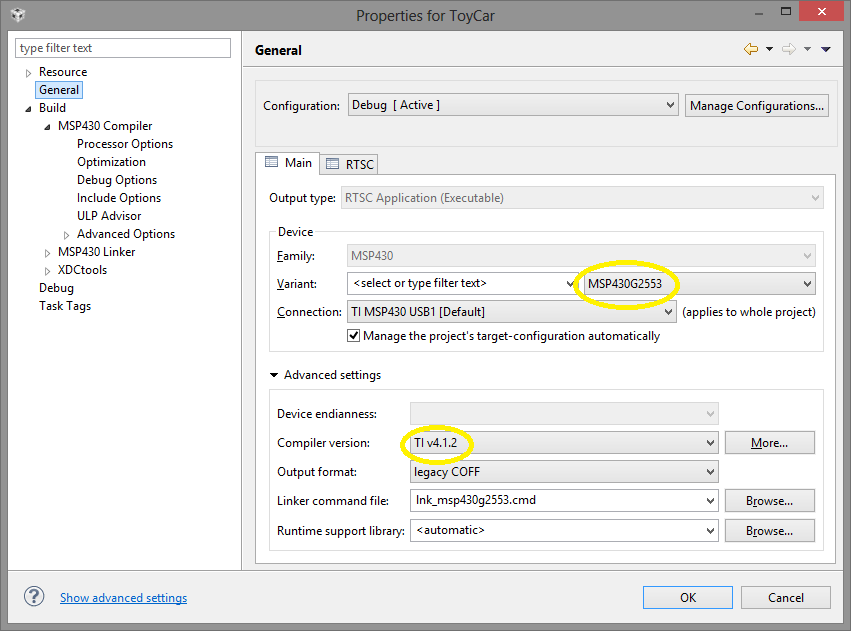 Properties for ToyCar
type filter text
Resource
General
Build
MSP430 Compiler
Processor Options
Optimization
Debug Options
Include Options
ULP Advisor
Advanced Options
MSP430 Linker
XDCtools
Debug
Task Tags
General
Configuration: Debug [ Active ] Manage Configurations...
Main RTSC
Output type: RTSC Application (Executable)
Device
Family: MSP430
Variant: <select or type filter text> MSP430G2553
Connection: TI MSP430 USB1 [Default] (applies to whole project)
Manage the project's target-configuration automatically
Advanced settings
Device endianness:
Compiler version: TI v4.1.2 More...
Output format: legacy COFF
Linker command file: lnk_msp430g2553.cmd Browse...
Runtime support library: <automatic> Browse...
? Show advanced settings OK Cancel